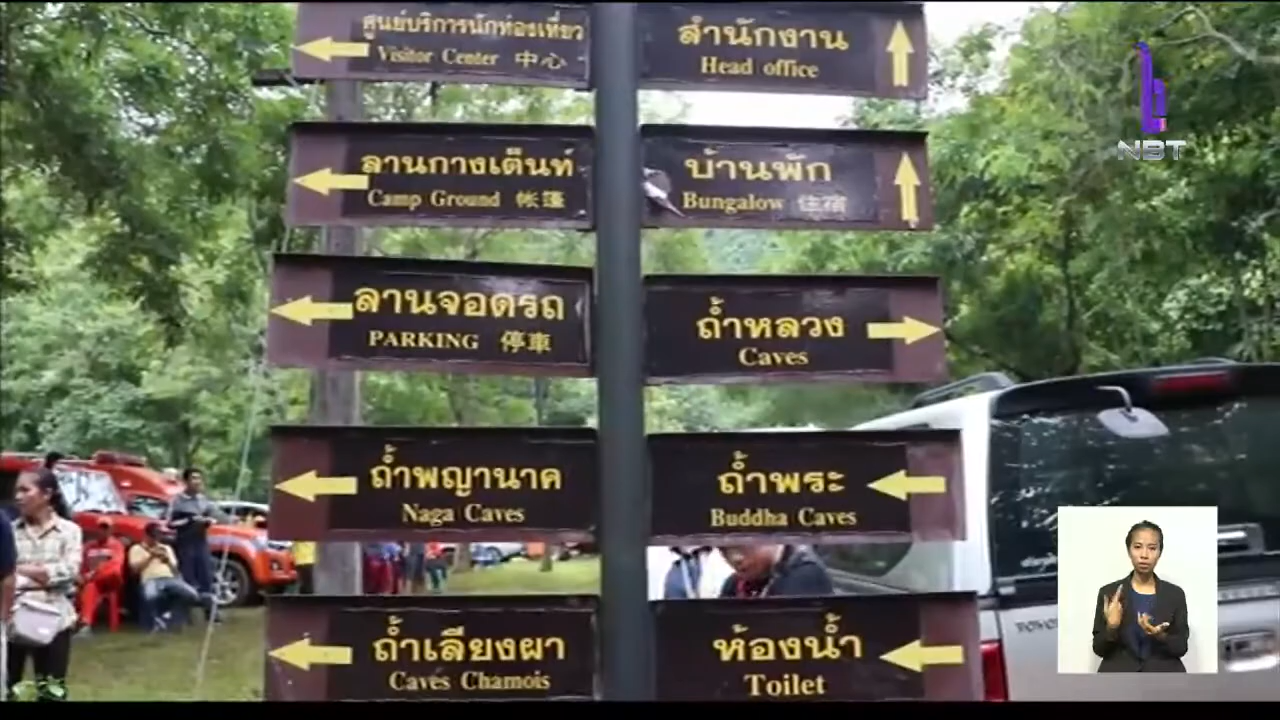 ศูนย์บริการนักท่องเที่ยว
Visitor Center 中心
ลานกางเต็นท์
Camp Ground 帐篷
ลานจอดรถ
PARKING 停車
ถ้ำพญานาค
Naga Caves
ถ้ำเลียงผา
Caves Chamois
สำนักงาน
Head office
บ้านพัก
Bungalow 住宿
ถ้ำหลวง
Caves
ถ้ำพระ
Buddha Caves
ห้องน้ำ
Toilet
NBT